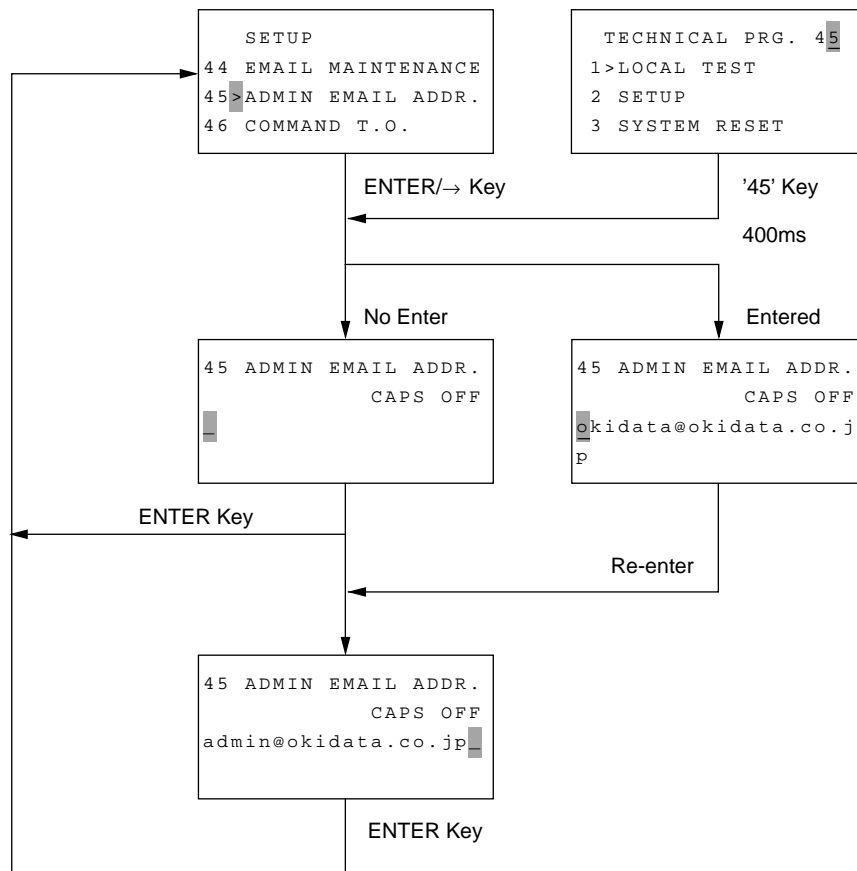 SETUP
44 EMAIL MAINTENANCE
45>ADMIN EMAIL ADDR.
46 COMMAND T.O.
TECHNICAL PRG. 45
1>LOCAL TEST
2 SETUP
3 SYSTEM RESET
ENTER/→ Key
'45' Key
400ms
No Enter
Entered
45 ADMIN EMAIL ADDR.
CAPS OFF
_
45 ADMIN EMAIL ADDR.
CAPS OFF
okidata@okidata.co.j
p
ENTER Key
Re-enter
45 ADMIN EMAIL ADDR.
CAPS OFF
admin@okidata.co.jp_
ENTER Key